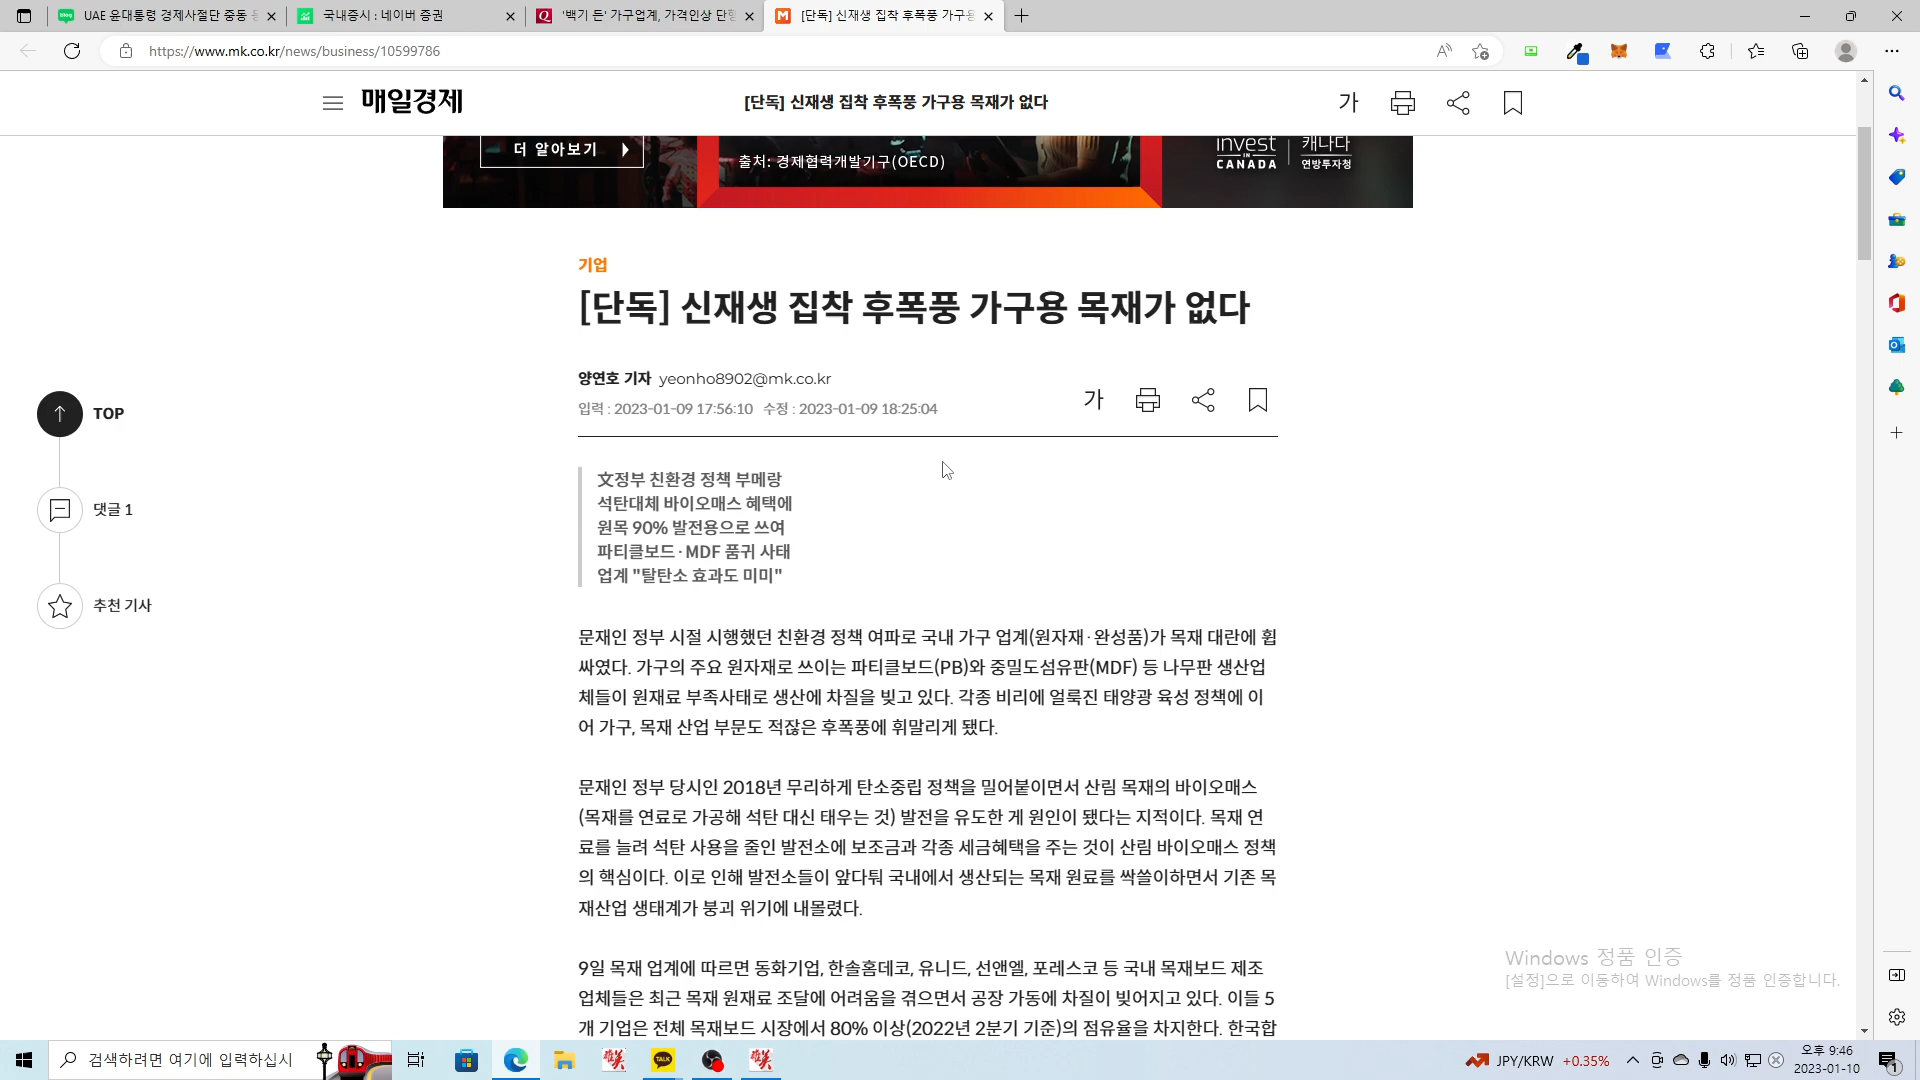 UAE 윤대통령 경제사절단 중동
국내증시 : 네이버 증권
'백기 든' 가구업계, 가격인상 단행
[단독] 신재생 집착 후폭풍 가구용
https://www.mk.co.kr/news/business/10599786
매일경제
[단독] 신재생 집착 후폭풍 가구용 목재가 없다
가
더 알아보기
출처: 경제협력개발기구(OECD)
invest IN CANADA
캐나다
연방투자청
기업
[단독] 신재생 집착 후폭풍 가구용 목재가 없다
양연호 기자 yeonho8902@mk.co.kr
입력 : 2023-01-09 17:56:10 수정 : 2023-01-09 18:25:04
가
TOP
댓글 1
추천 기사
文정부 친환경 정책 부메랑
석탄대체 바이오매스 혜택에
원목 90% 발전용으로 쓰여
파티클보드·MDF 품귀 사태
업계 "탈탄소 효과도 미미"
문재인 정부 시절 시행했던 친환경 정책 여파로 국내 가구 업계(원자재·완성품)가 목재 대란에 휩
싸였다. 가구의 주요 원자재로 쓰이는 파티클보드(PB)와 중밀도섬유판(MDF) 등 나무판 생산업
체들이 원재료 부족사태로 생산에 차질을 빚고 있다. 각종 비리에 얼룩진 태양광 육성 정책에 이
어 가구, 목재 산업 부문도 적잖은 후폭풍에 휘말리게 됐다.
문재인 정부 당시인 2018년 무리하게 탄소중립 정책을 밀어붙이면서 산림 목재의 바이오매스
(목재를 연료로 가공해 석탄 대신 태우는 것) 발전을 유도한 게 원인이 됐다는 지적이다. 목재 연
료를 늘려 석탄 사용을 줄인 발전소에 보조금과 각종 세금혜택을 주는 것이 산림 바이오매스 정책
의 핵심이다. 이로 인해 발전소들이 앞다퉈 국내에서 생산되는 목재 원료를 싹쓸이하면서 기존 목
재산업 생태계가 붕괴 위기에 내몰렸다.
9일 목재 업계에 따르면 동화기업, 한솔홈데코, 유니드, 선앤엘, 포레스코 등 국내 목재보드 제조
업체들은 최근 목재 원재료 조달에 어려움을 겪으면서 공장 가동에 차질이 빚어지고 있다. 이들 5
개 기업은 전체 목재보드 시장에서 80% 이상(2022년 2분기 기준)의 점유율을 차지한다. 한국합
Windows 정품 인증
[설정]으로 이동하여 Windows를 정품 인증합니다.
검색하려면 여기에 입력하십시
TALK
JPY/KRW +0.35%
오후 9:46
2023-01-10
1